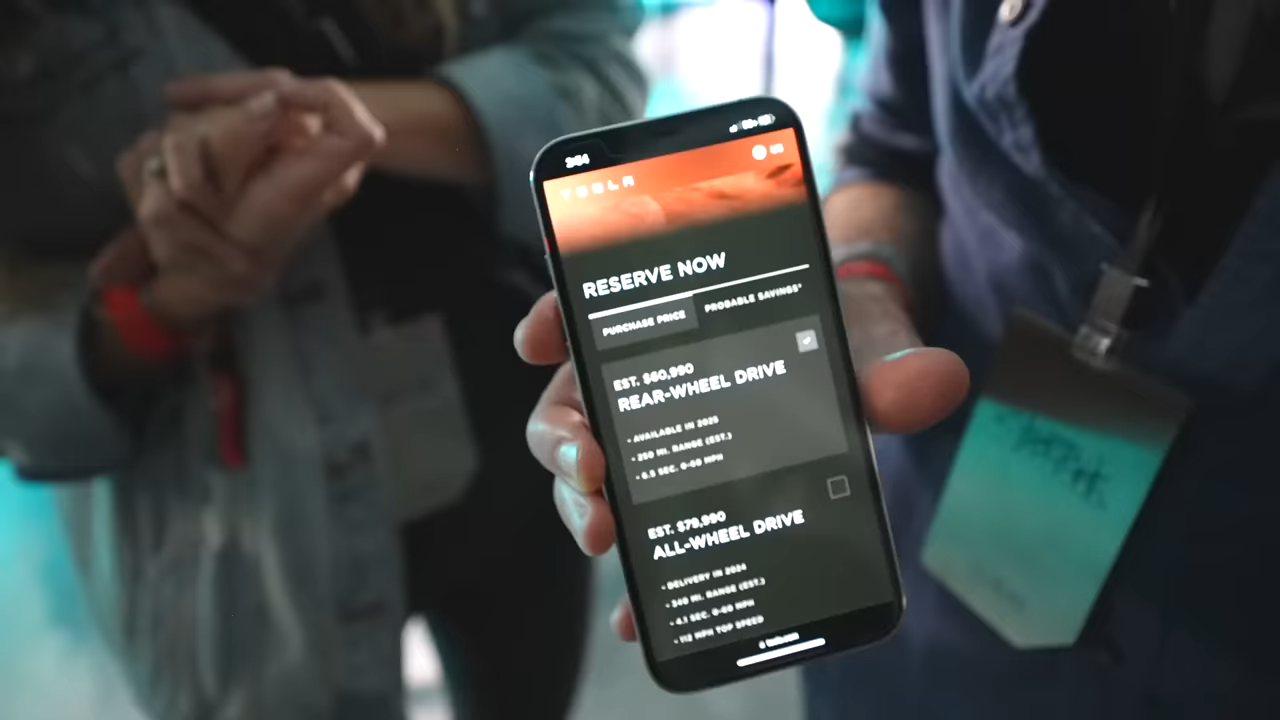 TESLA
RESERVE NOW
PURCHASE PRICE
PROBABLE SAVINGS*
EST. $60,990
REAR-WHEEL DRIVE
• AVAILABLE IN 2025
• 250 MI. RANGE (EST.)
• 6.5 SEC. 0-60 MPH
EST. $79,990
ALL-WHEEL DRIVE
• DELIVERY IN 2024
• 340 MI. RANGE (EST.)
• 4.1 SEC. 0-60 MPH
• 112 MPH TOP SPEED